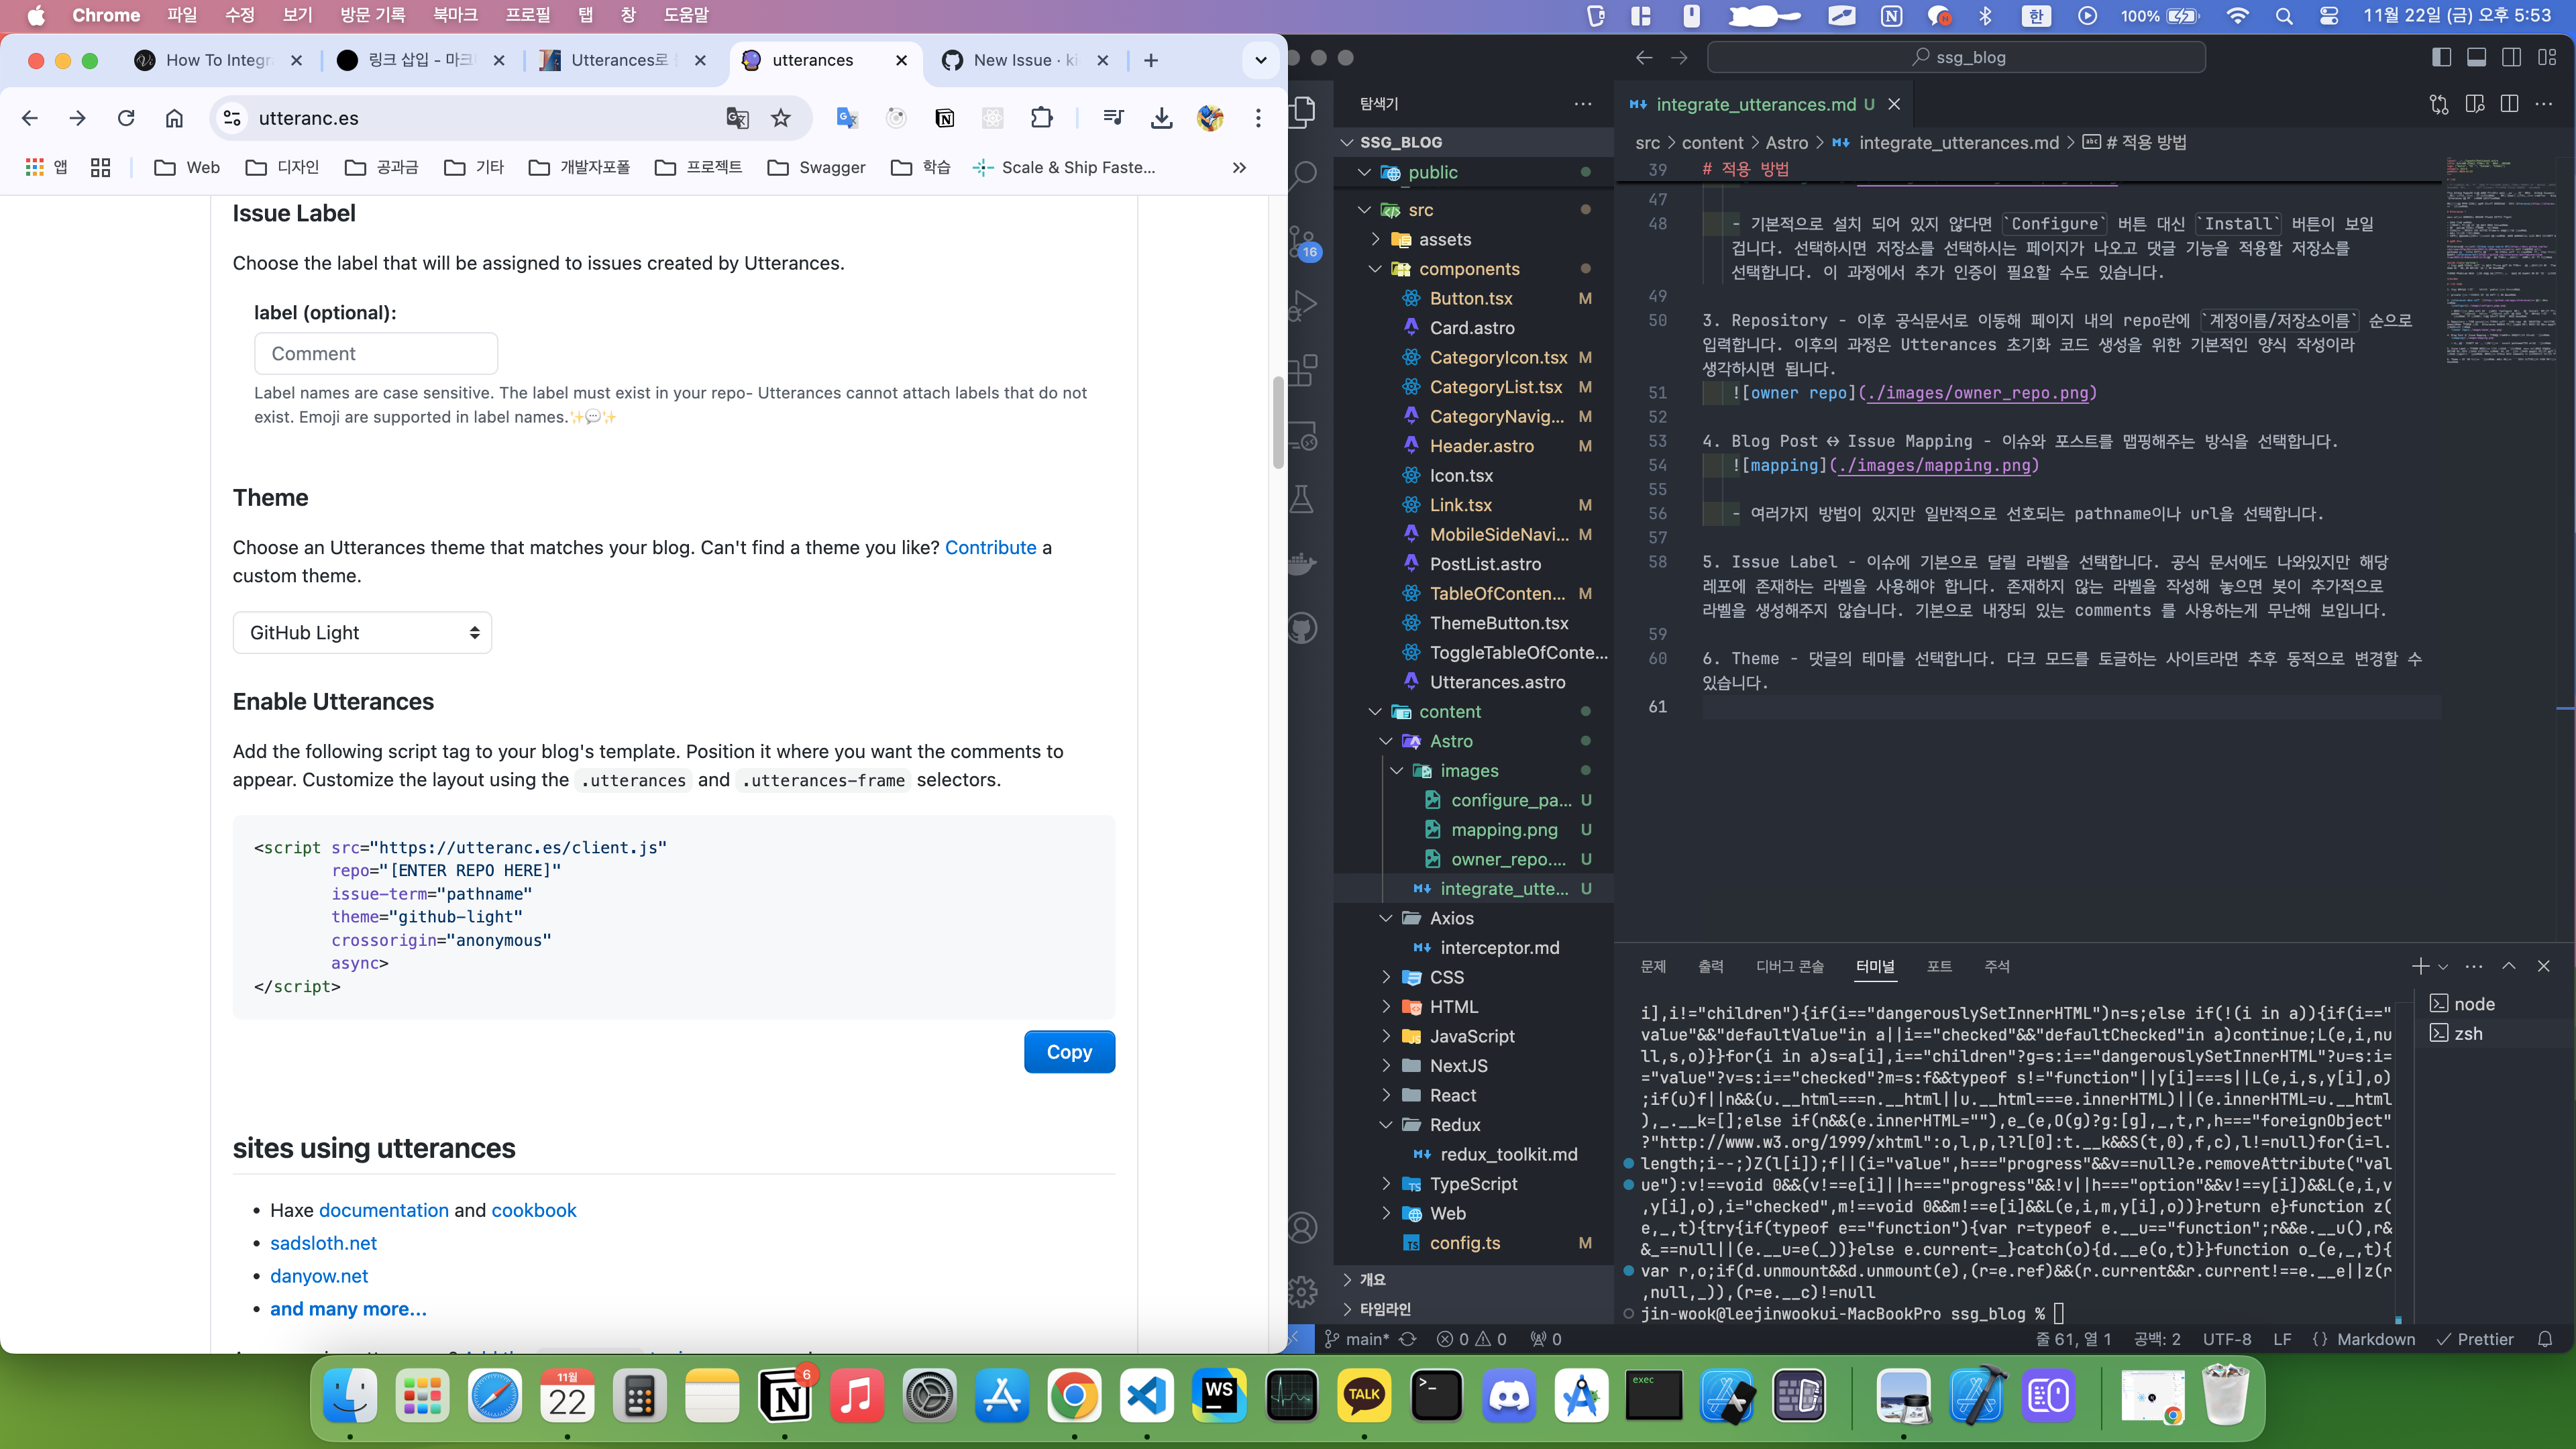 Chrome 파일 수정 보기 방문 기록 북마크 프로필 탭 창 도움말
한 100% 11월 22일 (금) 오후 5:53
How To Integr
링크 삽입 - 마크
Utterances로
utterances
New Issue · ki
utteranc.es
앱 Web 디자인 공과금 기타 개발자포폴 프로젝트 Swagger 학습 Scale & Ship Faste...
Issue Label
Choose the label that will be assigned to issues created by Utterances.
label (optional):
Comment
Label names are case sensitive. The label must exist in your repo- Utterances cannot attach labels that do not
exist. Emoji are supported in label names.✨💬✨
Theme
Choose an Utterances theme that matches your blog. Can't find a theme you like? Contribute a
custom theme.
GitHub Light
Enable Utterances
Add the following script tag to your blog's template. Position it where you want the comments to
appear. Customize the layout using the .utterances and .utterances-frame selectors.
<script src="https://utteranc.es/client.js"
repo="[ENTER REPO HERE]"
issue-term="pathname"
theme="github-light"
crossorigin="anonymous"
async>
</script>
Copy
sites using utterances
• Haxe documentation and cookbook
• sadsloth.net
• danyow.net
• and many more...
ssg_blog
16
탐색기
SSG_BLOG
public
src
assets
components
Button.tsx M
Card.astro
CategoryIcon.tsx M
CategoryList.tsx M
CategoryNavig... M
Header.astro M
Icon.tsx
Link.tsx M
MobileSideNavi... M
PostList.astro
TableOfConten... M
ThemeButton.tsx
ToggleTableOfConte...
Utterances.astro
content
Astro
images
configure_pa... U
mapping.png U
owner_repo.... U
integrate_utte... U
Axios
interceptor.md
CSS
HTML
JavaScript
NextJS
React
Redux
redux_toolkit.md
TypeScript
Web
config.ts M
개요
타임라인
integrate_utterances.md U
src > content > Astro > integrate_utterances.md > # 적용 방법
39 # 적용 방법
47
48 - 기본적으로 설치 되어 있지 않다면 `Configure` 버튼 대신 `Install` 버튼이 보일
겁니다. 선택하시면 저장소를 선택하시는 페이지가 나오고 댓글 기능을 적용할 저장소를
선택합니다. 이 과정에서 추가 인증이 필요할 수도 있습니다.
49
50 3. Repository - 이후 공식문서로 이동해 페이지 내의 repo란에 `계정이름/저장소이름` 순으로
입력합니다. 이후의 과정은 Utterances 초기화 코드 생성을 위한 기본적인 양식 작성이라
생각하시면 됩니다.
51 ![owner repo](./images/owner_repo.png)
52
53 4. Blog Post ↔ Issue Mapping - 이슈와 포스트를 맵핑해주는 방식을 선택합니다.
54 ![mapping](./images/mapping.png)
55
56 - 여러가지 방법이 있지만 일반적으로 선호되는 pathname이나 url을 선택합니다.
57
58 5. Issue Label - 이슈에 기본으로 달릴 라벨을 선택합니다. 공식 문서에도 나와있지만 해당
레포에 존재하는 라벨을 사용해야 합니다. 존재하지 않는 라벨을 작성해 놓으면 봇이 추가적으로
라벨을 생성해주지 않습니다. 기본으로 내장되 있는 comments 를 사용하는게 무난해 보입니다.
59
60 6. Theme - 댓글의 테마를 선택합니다. 다크 모드를 토글하는 사이트라면 추후 동적으로 변경할 수
있습니다.
61
문제 출력 디버그 콘솔 터미널 포트 주석
node
zsh
i],i!="children"){if(i=="dangerouslySetInnerHTML")n=s;else if(!(i in a)){if(i=="
value"&&"defaultValue"in a||i=="checked"&&"defaultChecked"in a)continue;L(e,i,nu
ll,s,o)}}for(i in a)s=a[i],i=="children"?g=s:i=="dangerouslySetInnerHTML"?u=s:i=
="value"?v=s:i=="checked"?m=s:f&&typeof s!="function"||y[i]===s||L(e,i,s,y[i],o)
;if(u)f||n&&(u.__html===n.__html||u.__html===e.innerHTML)||(e.innerHTML=u.__html
),_.__k=[];else if(n&&(e.innerHTML=""),e_(e,O(g)?g:[g],_,t,r,h==="foreignObject"
?"http://www.w3.org/1999/xhtml":o,l,p,l?l[0]:t.__k&&S(t,0),f,c),l!=null)for(i=l.
length;i--;)Z(l[i]);f||(i="value",h==="progress"&&v==null?e.removeAttribute("val
ue"):v!==void 0&&(v!==e[i]||h==="progress"&&!v||h==="option"&&v!==y[i])&&L(e,i,v
,y[i],o),i="checked",m!==void 0&&m!==e[i]&&L(e,i,m,y[i],o))}return e}function z(
e,_,t){try{if(typeof e=="function"){var r=typeof e.__u=="function";r&&e.__u(),r&
&_==null||(e.__u=e(_))}else e.current=_}catch(o){d.__e(o,t)}}function o_(e,_,t){
var r,o;if(d.unmount&&d.unmount(e),(r=e.ref)&&(r.current&&r.current!==e.__e||z(r
,null,_)),(r=e.__c)!=null
jin-wook@leejinwookui-MacBookPro ssg_blog %
main* 0 0 0 줄 61, 열 1 공백: 2 UTF-8 LF {} Markdown Prettier
11월
22
6
WS
TALK
exec